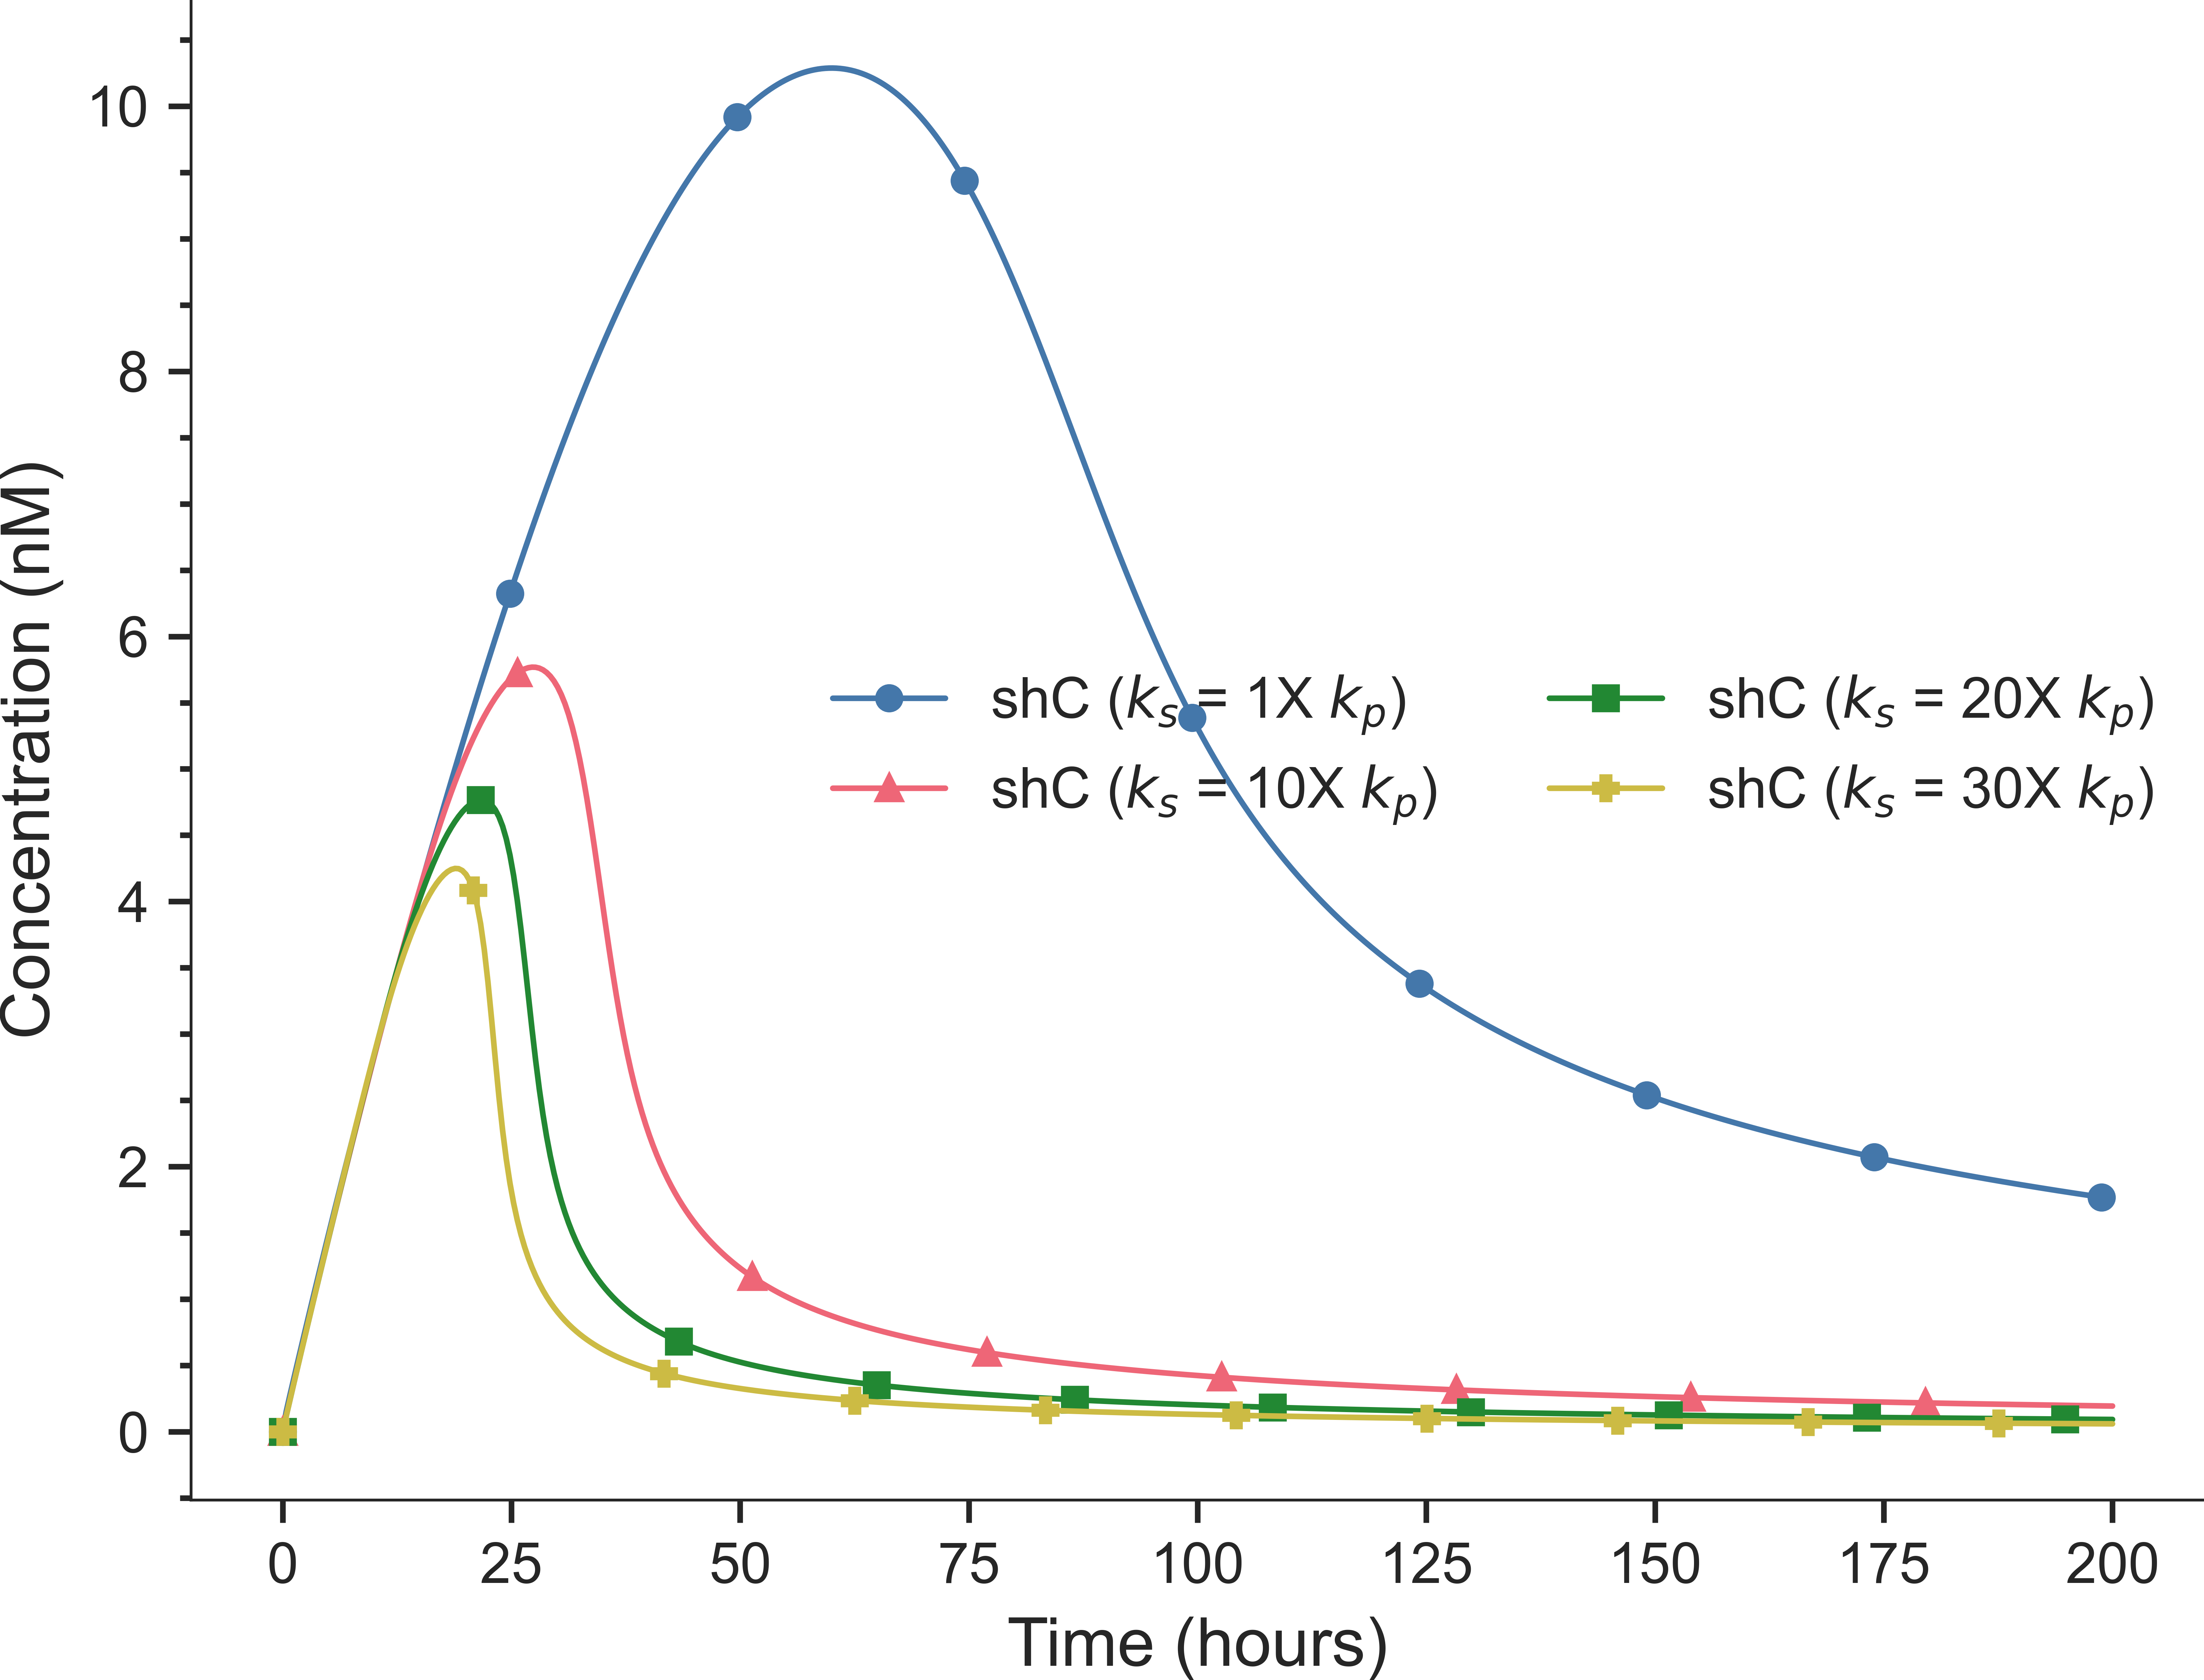 Concentration (nM)
10
8
6
4
2
0
shC (kₛ = 1X kₚ)
shC (kₛ = 20X kₚ)
shC (kₛ = 10X kₚ)
shC (kₛ = 30X kₚ)
0 25 50 75 100 125 150 175 200
Time (hours)